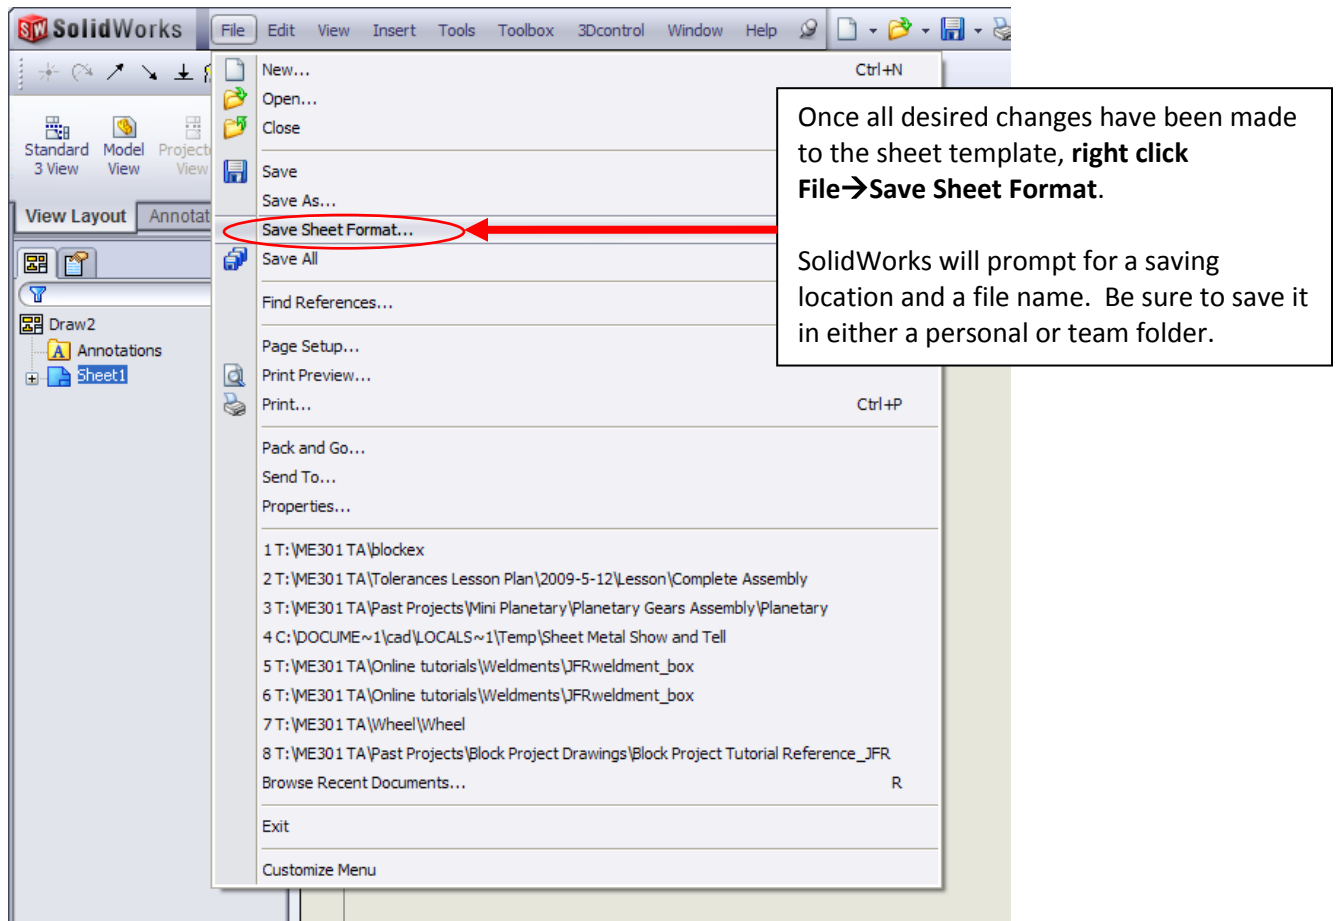 SolidWorks File Edit View Insert Tools Toolbox 3Dcontrol Window Help
New... Ctrl+N
Open...
Close
Standard 3 View
Model View
View
Save
Save As...
View Layout
Save Sheet Format...
Save All
Find References...
Draw2
Page Setup...
Annotations
Sheet1
Print Preview...
Print... Ctrl+P
Pack and Go...
Send To...
Properties...
1 T:\ME301 TA\blockex
2 T:\ME301 TA\Tolerances Lesson Plan\2009-5-12\Lesson\Complete Assembly
3 T:\ME301 TA\Past Projects\Mini Planetary\Planetary Gears Assembly\Planetary
4 C:\DOCUME~1\cad\LOCALS~1\Temp\Sheet Metal Show and Tell
5 T:\ME301 TA\Online tutorials\Weldments\JFRweldment_box
6 T:\ME301 TA\Online tutorials\Weldments\JFRweldment_box
7 T:\ME301 TA\Wheel\Wheel
8 T:\ME301 TA\Past Projects\Block Project Drawings\Block Project Tutorial Reference_JFR
Browse Recent Documents... R
Exit
Customize Menu
Once all desired changes have been made
to the sheet template, right click
File→Save Sheet Format.
SolidWorks will prompt for a saving
location and a file name. Be sure to save it
in either a personal or team folder.